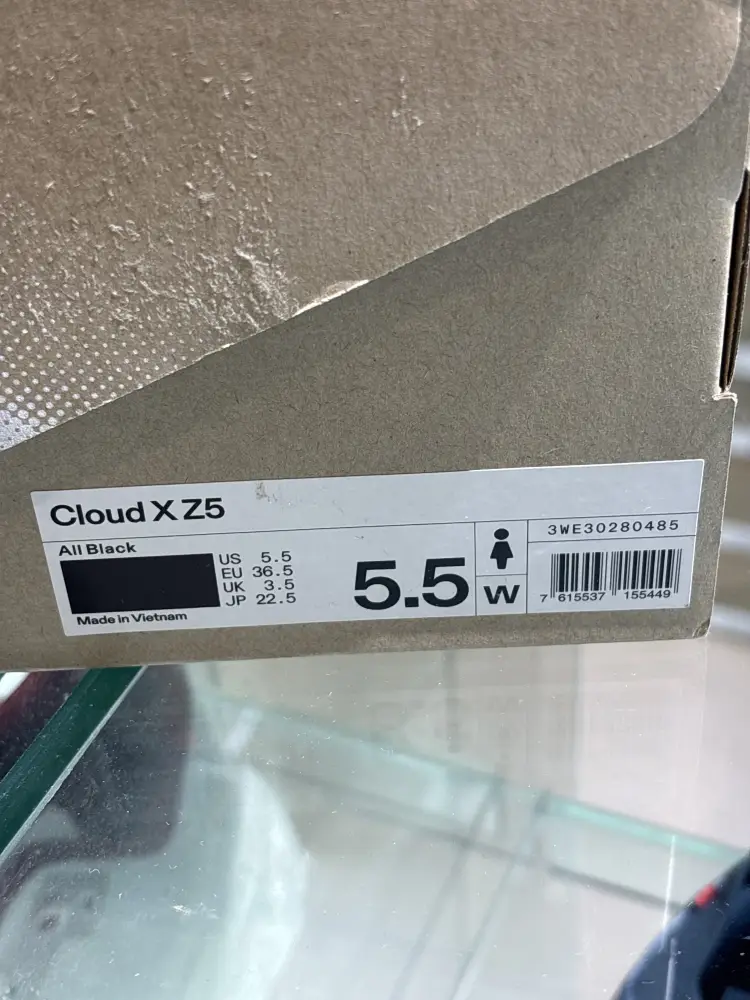 Cloud X Z5
All Black
US 5.5
EU 36.5
UK 3.5
JP 22.5
Made in Vietnam
5.5
W
3WE30280485
7 615537 155449